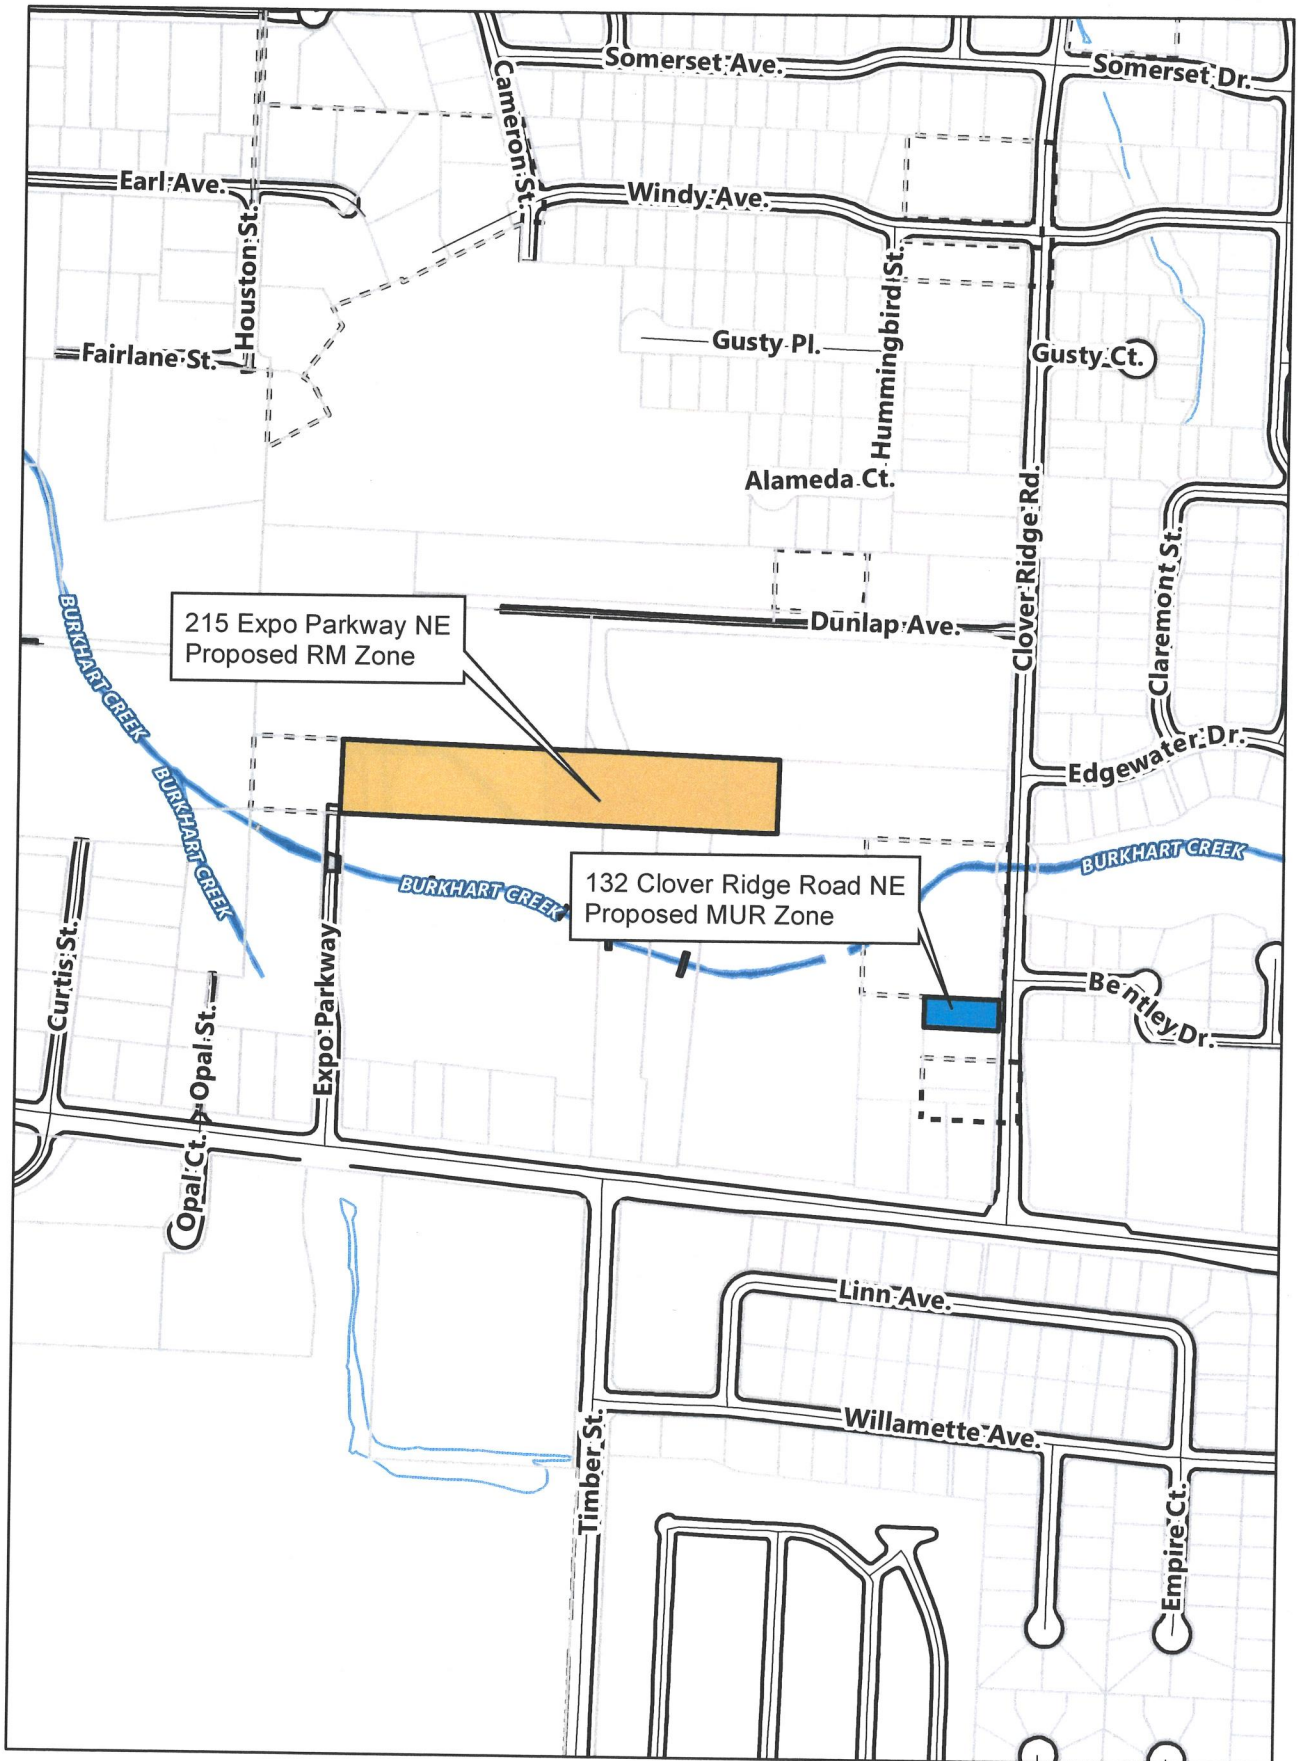 Somerset Ave.
Somerset Dr.
Cameron St.
Earl Ave.
Windy Ave.
Houston St.
Hummingbird St.
Fairlane St.
Gusty Pl.
Gusty Ct.
Alameda Ct.
Clover Ridge Rd.
Claremont St.
BURKHART CREEK
215 Expo Parkway NE
Proposed RM Zone
Dunlap Ave.
Edgewater Dr.
BURKHART CREEK
BURKHART CREEK
BURKHART CREEK
132 Clover Ridge Road NE
Proposed MUR Zone
Curtis St.
Opal St.
Expo Parkway
Bentley Dr.
Opal Ct.
Linn Ave.
Willamette Ave.
Timber St.
Empire Ct.